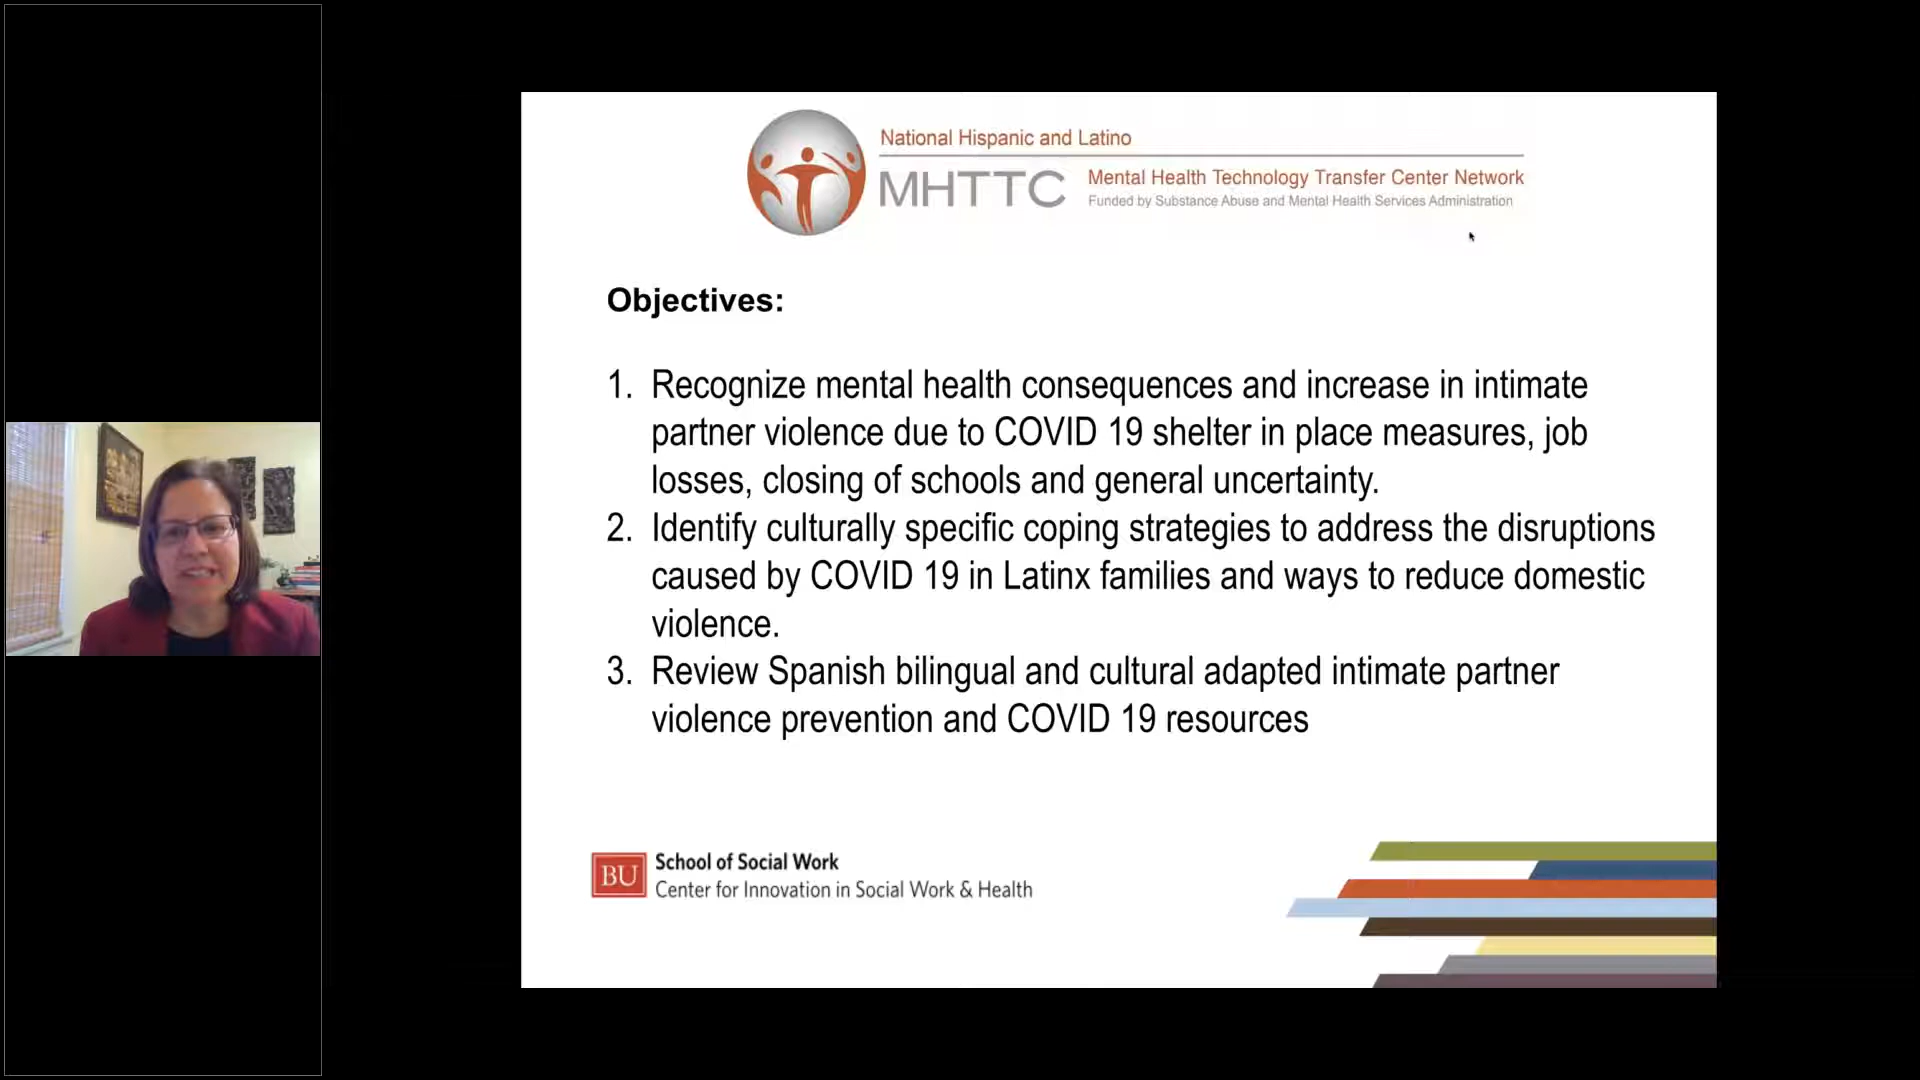 National Hispanic and Latino
MHTTC
Mental Health Technology Transfer Center Network
Funded by Substance Abuse and Mental Health Services Administration
Objectives:
1. Recognize mental health consequences and increase in intimate
partner violence due to COVID 19 shelter in place measures, job
losses, closing of schools and general uncertainty.
2. Identify culturally specific coping strategies to address the disruptions
caused by COVID 19 in Latinx families and ways to reduce domestic
violence.
3. Review Spanish bilingual and cultural adapted intimate partner
violence prevention and COVID 19 resources
BU
School of Social Work
Center for Innovation in Social Work & Health